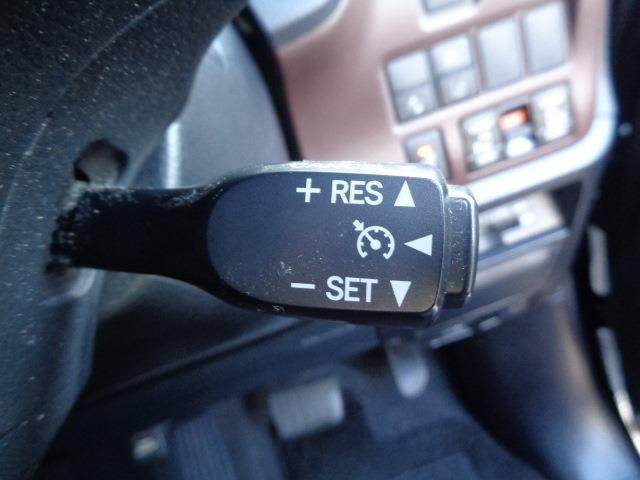 + RES ▲
◀
− SET ▼